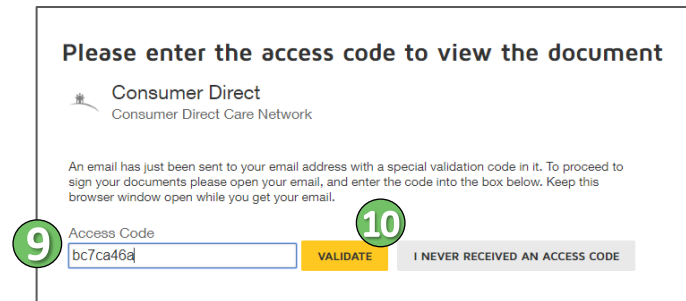 Please enter the access code to view the document
Consumer Direct
Consumer Direct Care Network
An email has just been sent to your email address with a special validation code in it. To proceed to
sign your documents please open your email, and enter the code into the box below. Keep this
browser window open while you get your email.
10
Access Code
9
bc7ca46a
VALIDATE
I NEVER RECEIVED AN ACCESS CODE